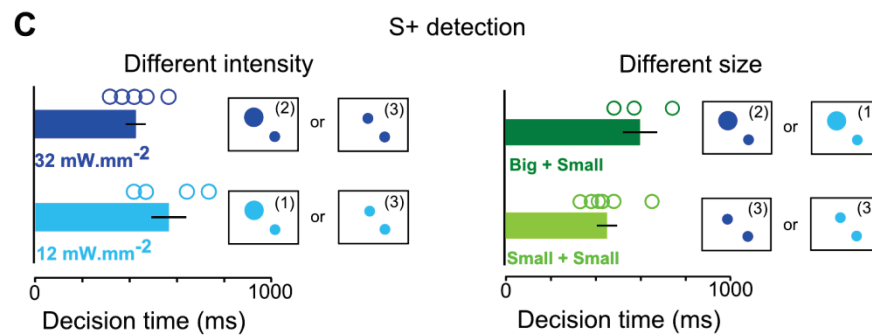 C
S+ detection
Different intensity
(2) or (3)
32 mW.mm-2
(1) or (3)
12 mW.mm-2
0 1000
Decision time (ms)
Different size
(2) or (1
Big + Small
(3) or (3)
Small + Small
0 1000
Decision time (ms)